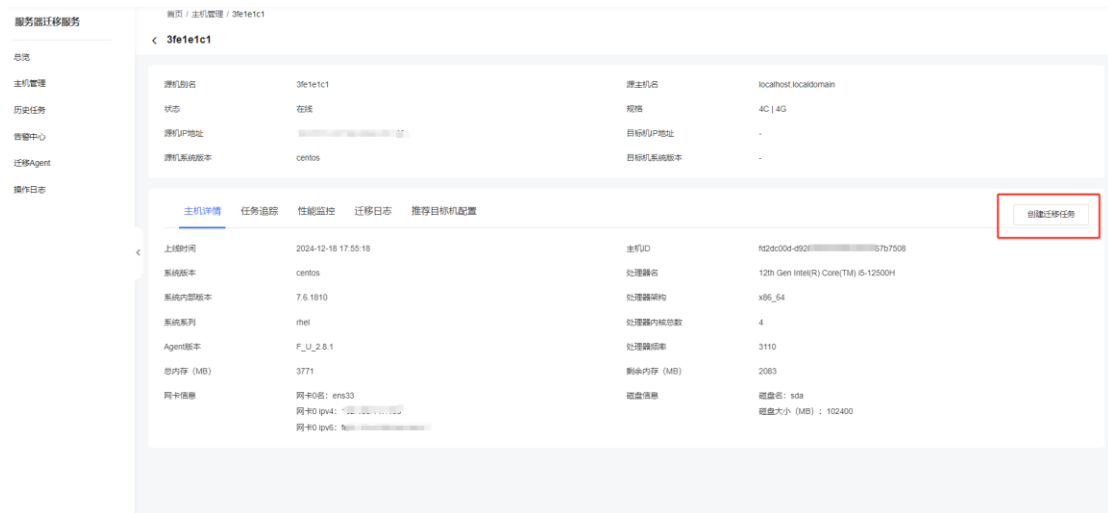 服务器迁移服务
总览
主机管理
历史任务
告警中心
迁移Agent
操作日志
首页 / 主机管理 / 3fe1e1c1
3fe1e1c1
源机别名 3fe1e1c1 源主机名 localhost.localdomain
状态 在线 规格 4C | 4G
源机IP地址 目标机IP地址 -
源机系统版本 centos 目标机系统版本 -
主机详情 任务追踪 性能监控 迁移日志 推荐目标机配置 创建迁移任务
上线时间 2024-12-18 17:55:18 主机ID fd2dc00d-d92 57b7508
系统版本 centos 处理器名 12th Gen Intel(R) Core(TM) i5-12500H
系统内部版本 7.6.1810 处理器架构 x86_64
系统系列 rhel 处理器内核总数 4
Agent版本 F_U_2.8.1 处理器频率 3110
总内存（MB） 3771 剩余内存（MB） 2083
网卡信息 网卡0名：ens33 磁盘信息 磁盘名：sda
网卡0 ipv4： 磁盘大小（MB）：102400
网卡0 ipv6：